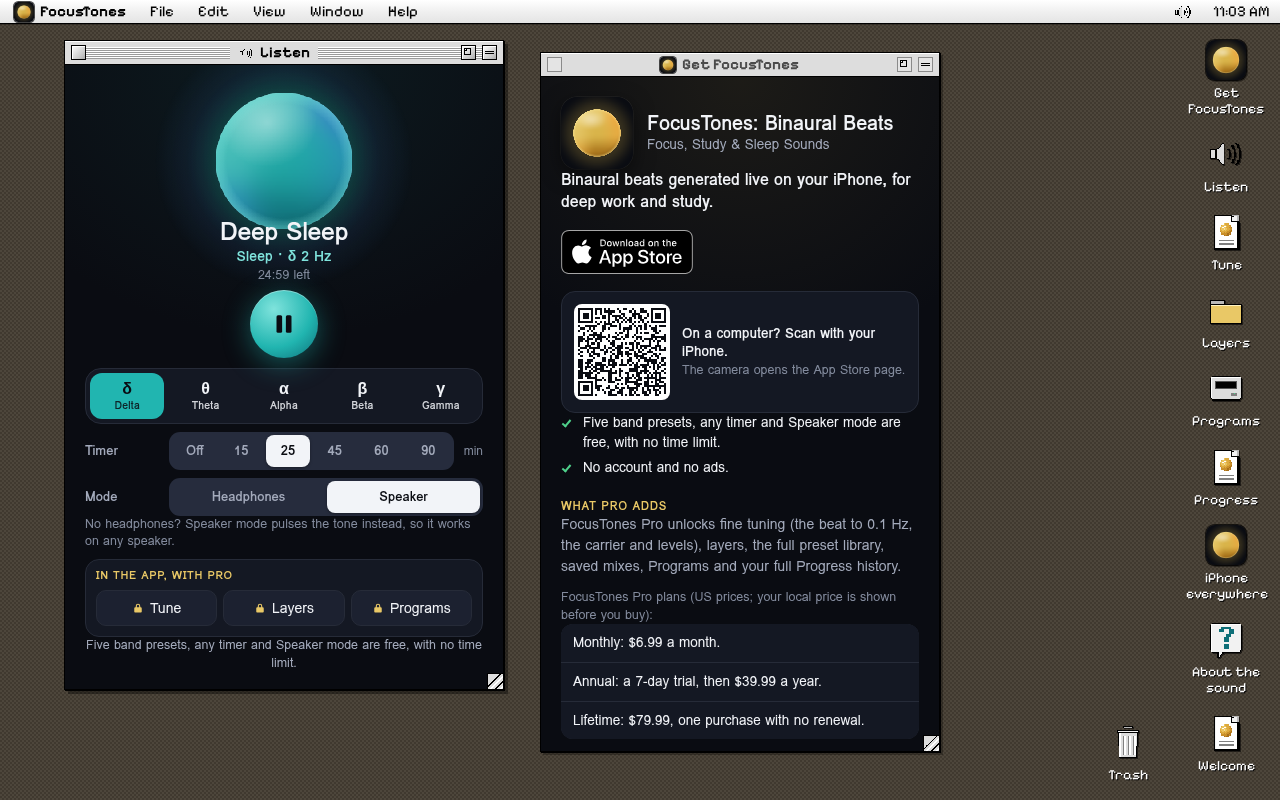 FocusTones File Edit View Window Help 11:03 AM
Listen
Deep Sleep
Sleep · δ 2 Hz
24:59 left
δ θ α β γ
Delta Theta Alpha Beta Gamma
Timer Off 15 25 45 60 90 min
Mode Headphones Speaker
No headphones? Speaker mode pulses the tone instead, so it works
on any speaker.
IN THE APP, WITH PRO
Tune Layers Programs
Five band presets, any timer and Speaker mode are free, with no time
limit.
Get FocusTones
FocusTones: Binaural Beats
Focus, Study & Sleep Sounds
Binaural beats generated live on your iPhone, for
deep work and study.
Download on the
App Store
On a computer? Scan with your
iPhone.
The camera opens the App Store page.
Five band presets, any timer and Speaker mode are
free, with no time limit.
No account and no ads.
WHAT PRO ADDS
FocusTones Pro unlocks fine tuning (the beat to 0.1 Hz,
the carrier and levels), layers, the full preset library,
saved mixes, Programs and your full Progress history.
FocusTones Pro plans (US prices; your local price is shown
before you buy):
Monthly: $6.99 a month.
Annual: a 7-day trial, then $39.99 a year.
Lifetime: $79.99, one purchase with no renewal.
Get
FocusTones
Listen
Tune
Layers
Programs
Progress
iPhone
everywhere
?
About the
sound
Welcome
Trash